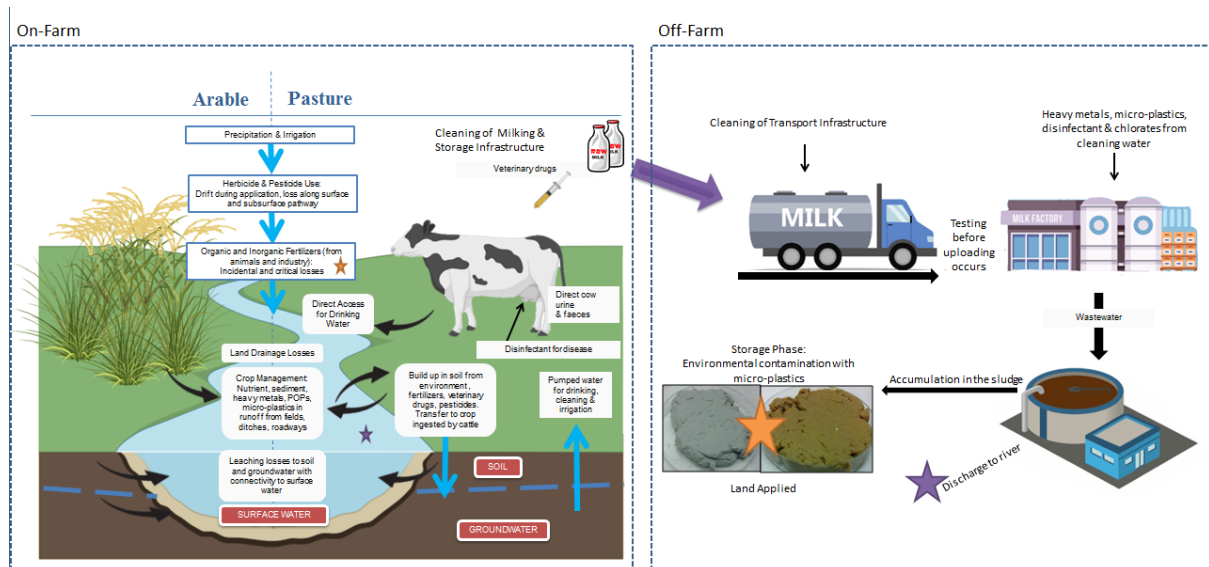 On-Farm
Arable
Pasture
Precipitation & Irrigation
Herbicide & Pesticide Use:
Drift during application, loss along surface
and subsurface pathway
Organic and Inorganic Fertilizers (from
animals and industry):
Incidental and critical losses
Cleaning of Milking &
Storage Infrastructure
RAW
MILK
RAW
MILK
Veterinary drugs
Direct Access
for Drinking
Water
Direct cow
urine
& faeces
Disinfectant for disease
Land Drainage Losses
Crop Management:
Nutrient, sediment,
heavy metals, POPs,
micro-plastics in
runoff from fields,
ditches, roadways
Build up in soil from
environment,
fertilizers, veterinary
drugs, pesticides.
Transfer to crop
ingested by cattle
Pumped water
for drinking,
cleaning &
irrigation
Leaching losses to soil
and groundwater with
connectivity to surface
water
SOIL
SURFACE WATER
GROUNDWATER
Off-Farm
Cleaning of Transport Infrastructure
Heavy metals, micro-plastics,
disinfectant & chlorates from
cleaning water
MILK
MILK FACTORY
Testing
before
uploading
occurs
Wastewater
Storage Phase:
Environmental contamination with
micro-plastics
Accumulation in the sludge
Discharge to river
Land Applied